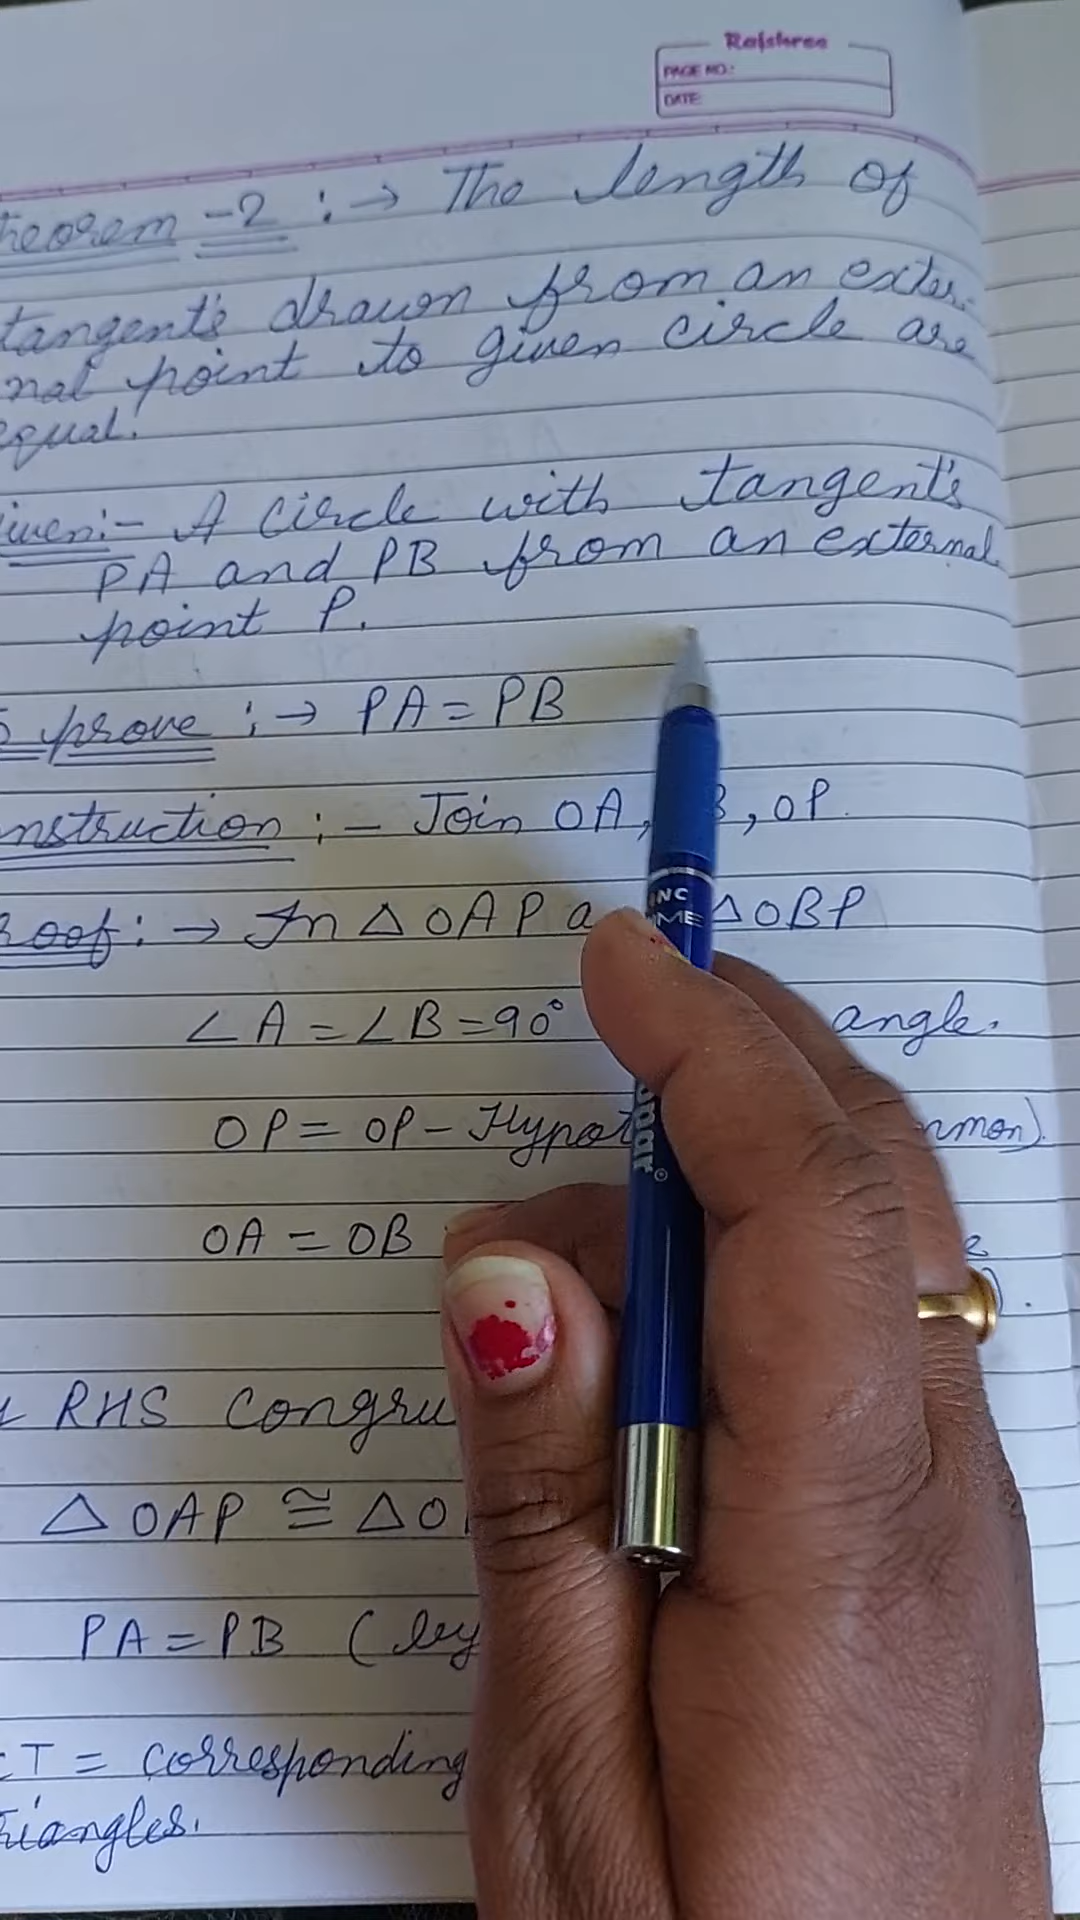 Rajshree
PAGE NO.:
DATE:
heorem -2 :→ The length of
tangent's drawn from an exter-
nal point to given circle are
equal.
iven:- A circle with tangent's
PA and PB from an external
point P.
o prove :→ PA = PB
nstruction :- Join OA, B, OP.
roof: → In △ OAP a △OBP
∠A = ∠B = 90° angle.
OP = OP - Hypot mmon).
OA = OB
RHS Congru
△ OAP ≅ △O
PA = PB (by
CT = corresponding
riangles.